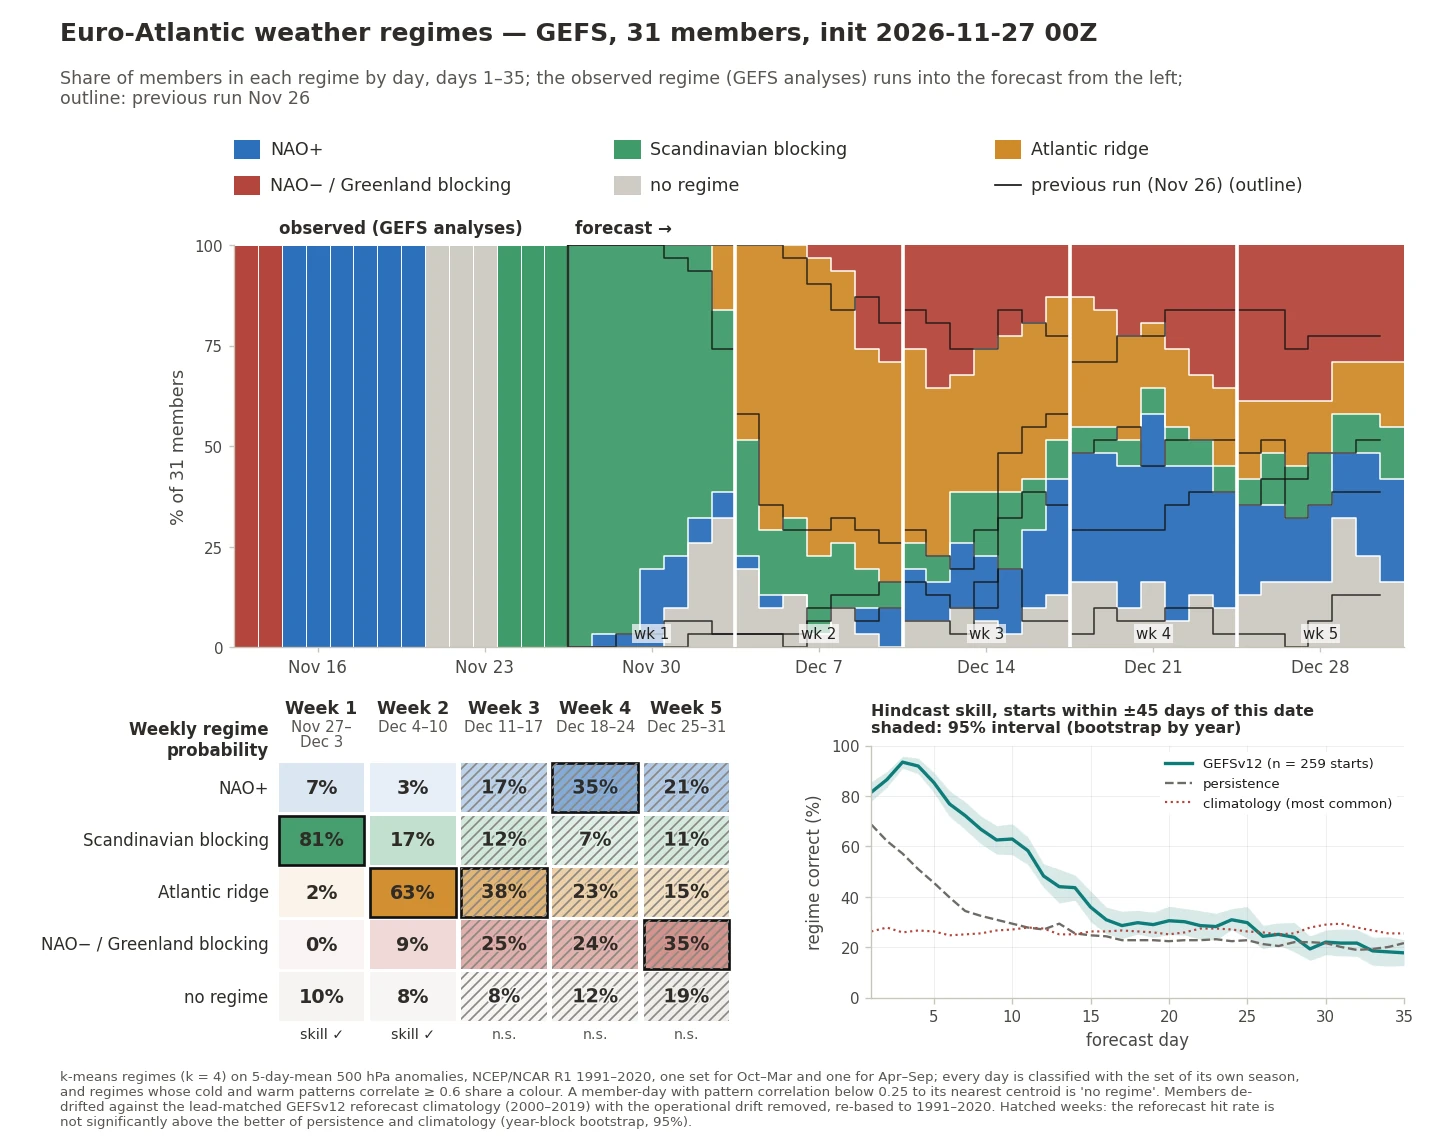 Euro-Atlantic weather regimes — GEFS, 31 members, init 2026-11-27 00Z
Share of members in each regime by day, days 1–35; the observed regime (GEFS analyses) runs into the forecast from the left;
outline: previous run Nov 26
NAO+
Scandinavian blocking
Atlantic ridge
NAO− / Greenland blocking
no regime
previous run (Nov 26) (outline)
observed (GEFS analyses)
forecast →
100
75
50
25
0
% of 31 members
wk 1
wk 2
wk 3
wk 4
wk 5
Nov 16
Nov 23
Nov 30
Dec 7
Dec 14
Dec 21
Dec 28
Weekly regime
probability
Week 1
Nov 27–
Dec 3
Week 2
Dec 4–10
Week 3
Dec 11–17
Week 4
Dec 18–24
Week 5
Dec 25–31
NAO+ 7% 3% 17% 35% 21%
Scandinavian blocking 81% 17% 12% 7% 11%
Atlantic ridge 2% 63% 38% 23% 15%
NAO− / Greenland blocking 0% 9% 25% 24% 35%
no regime 10% 8% 8% 12% 19%
skill ✓ skill ✓ n.s. n.s. n.s.
Hindcast skill, starts within ±45 days of this date
shaded: 95% interval (bootstrap by year)
GEFSv12 (n = 259 starts)
persistence
climatology (most common)
100
80
60
40
20
0
regime correct (%)
5
10
15
20
25
30
35
forecast day
k-means regimes (k = 4) on 5-day-mean 500 hPa anomalies, NCEP/NCAR R1 1991–2020, one set for Oct–Mar and one for Apr–Sep; every day is classified with the set of its own season,
and regimes whose cold and warm patterns correlate ≥ 0.6 share a colour. A member-day with pattern correlation below 0.25 to its nearest centroid is 'no regime'. Members de-
drifted against the lead-matched GEFSv12 reforecast climatology (2000–2019) with the operational drift removed, re-based to 1991–2020. Hatched weeks: the reforecast hit rate is
not significantly above the better of persistence and climatology (year-block bootstrap, 95%).